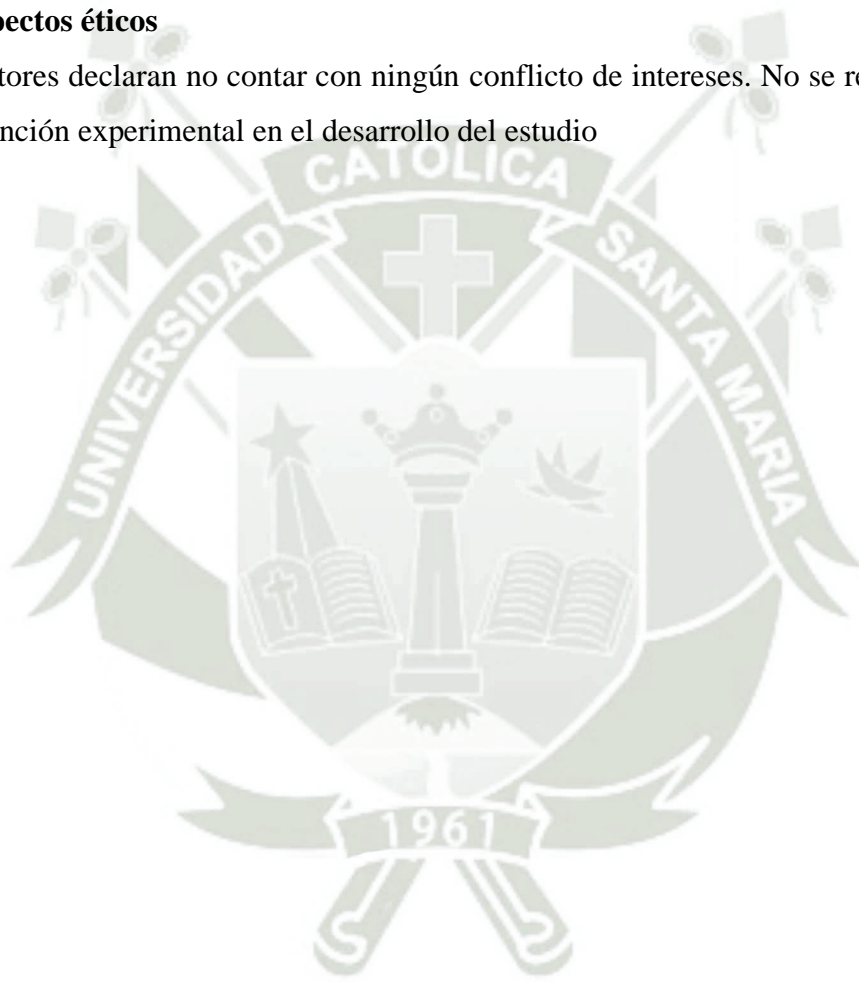 pectos éticos
tores declaran no contar con ningún conflicto de intereses. No se re
nción experimental en el desarrollo del estudio
UNIVERSIDAD CATOLICA SANTA MARIA
1961